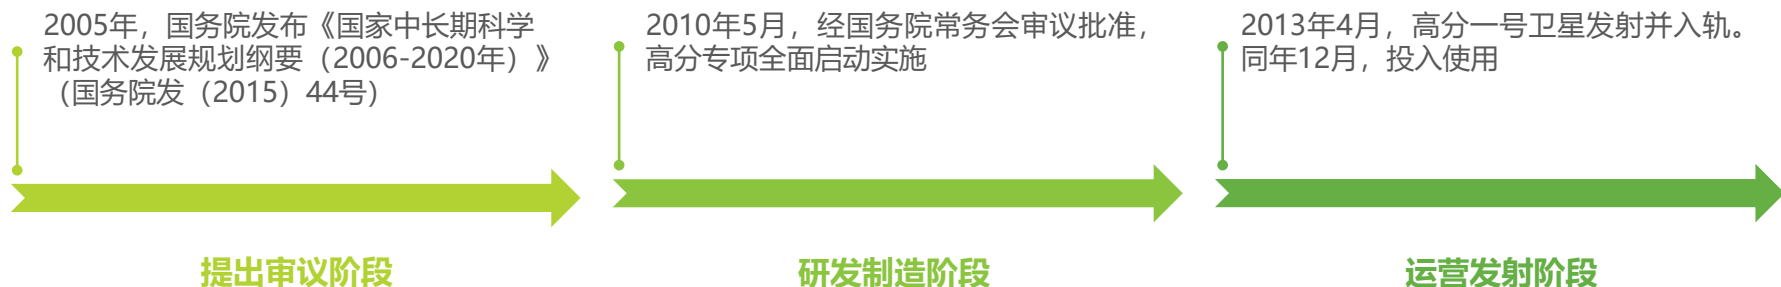 2005年，国务院发布《国家中长期科学
和技术发展规划纲要（2006-2020年）》
（国务院发（2015）44号）
2010年5月，经国务院常务会审议批准，
高分专项全面启动实施
2013年4月，高分一号卫星发射并入轨。
同年12月，投入使用
提出审议阶段
研发制造阶段
运营发射阶段